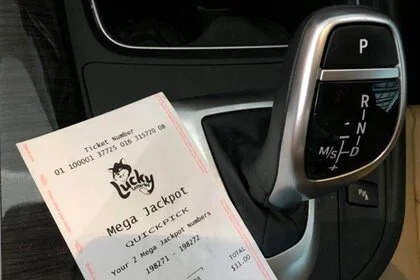 Ticket Number
01 100001 37725 016 315720 08
Lucky
Mega Jackpot
QUICKPICK
Your 2 Mega Jackpot Numbers
198271 - 198272
TOTAL
$11.00
P
R
N
M/S
D
+